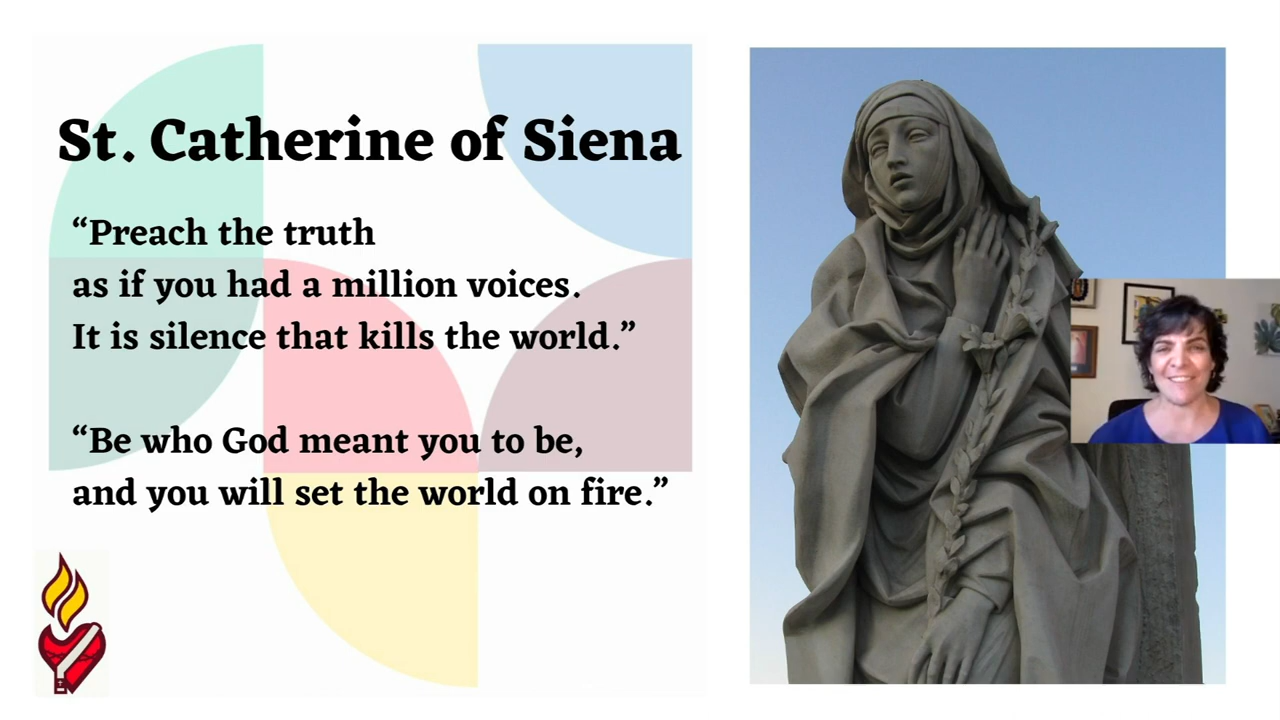 St. Catherine of Siena
“Preach the truth
as if you had a million voices.
It is silence that kills the world.”
“Be who God meant you to be,
and you will set the world on fire.”